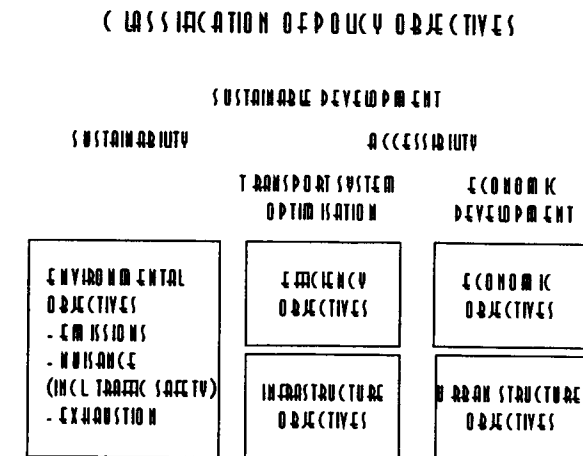 CLASSIFICATION OF POLICY OBJECTIVES
SUSTAINABLE DEVELOPMENT
SUSTAINABILITY
ACCESSIBILITY
TRANSPORT SYSTEM
OPTIMISATION
ECONOMIC
DEVELOPMENT
ENVIRONMENTAL
OBJECTIVES
- EMISSIONS
- NUISANCE
(INCL TRAFFIC SAFETY)
- EXHAUSTION
EFFICIENCY
OBJECTIVES
ECONOMIC
OBJECTIVES
INFRASTRUCTURE
OBJECTIVES
URBAN STRUCTURE
OBJECTIVES